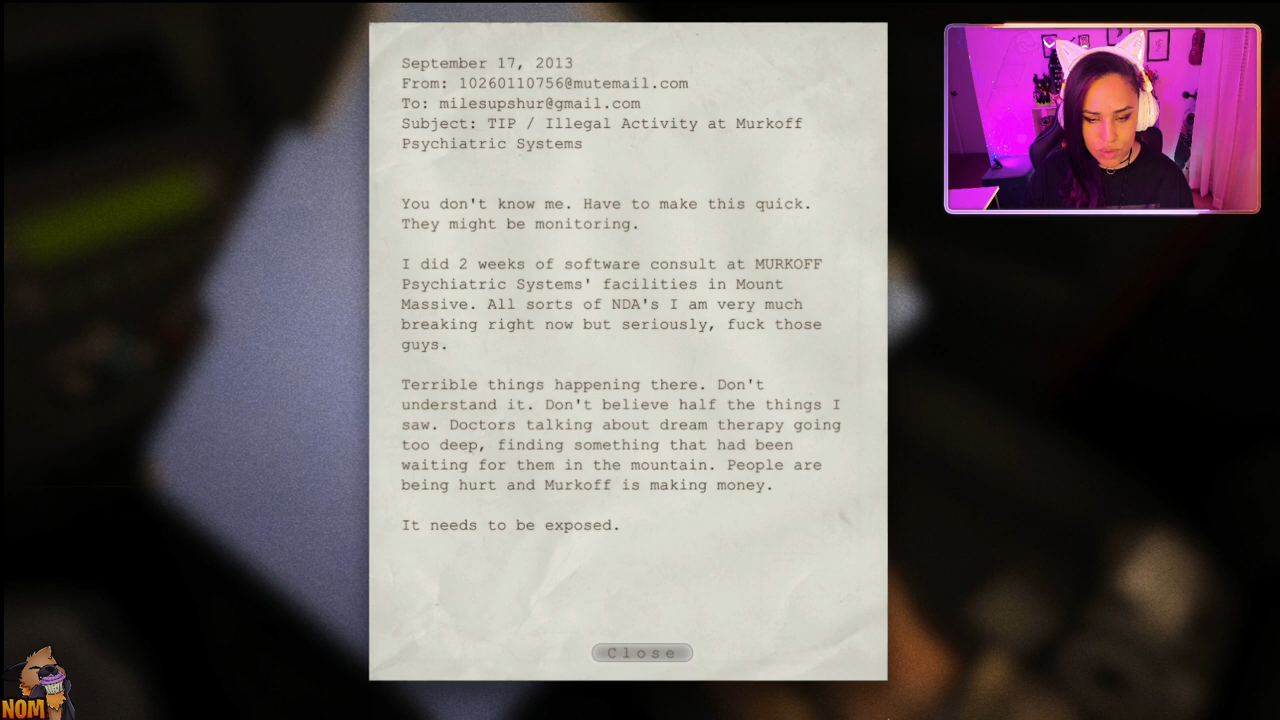 September 17, 2013
From: 10260110756@mutemail.com
To: milesupshur@gmail.com
Subject: TIP / Illegal Activity at Murkoff
Psychiatric Systems
You don't know me. Have to make this quick.
They might be monitoring.
I did 2 weeks of software consult at MURKOFF
Psychiatric Systems' facilities in Mount
Massive. All sorts of NDA's I am very much
breaking right now but seriously, fuck those
guys.
Terrible things happening there. Don't
understand it. Don't believe half the things I
saw. Doctors talking about dream therapy going
too deep, finding something that had been
waiting for them in the mountain. People are
being hurt and Murkoff is making money.
It needs to be exposed.
Close
NOM